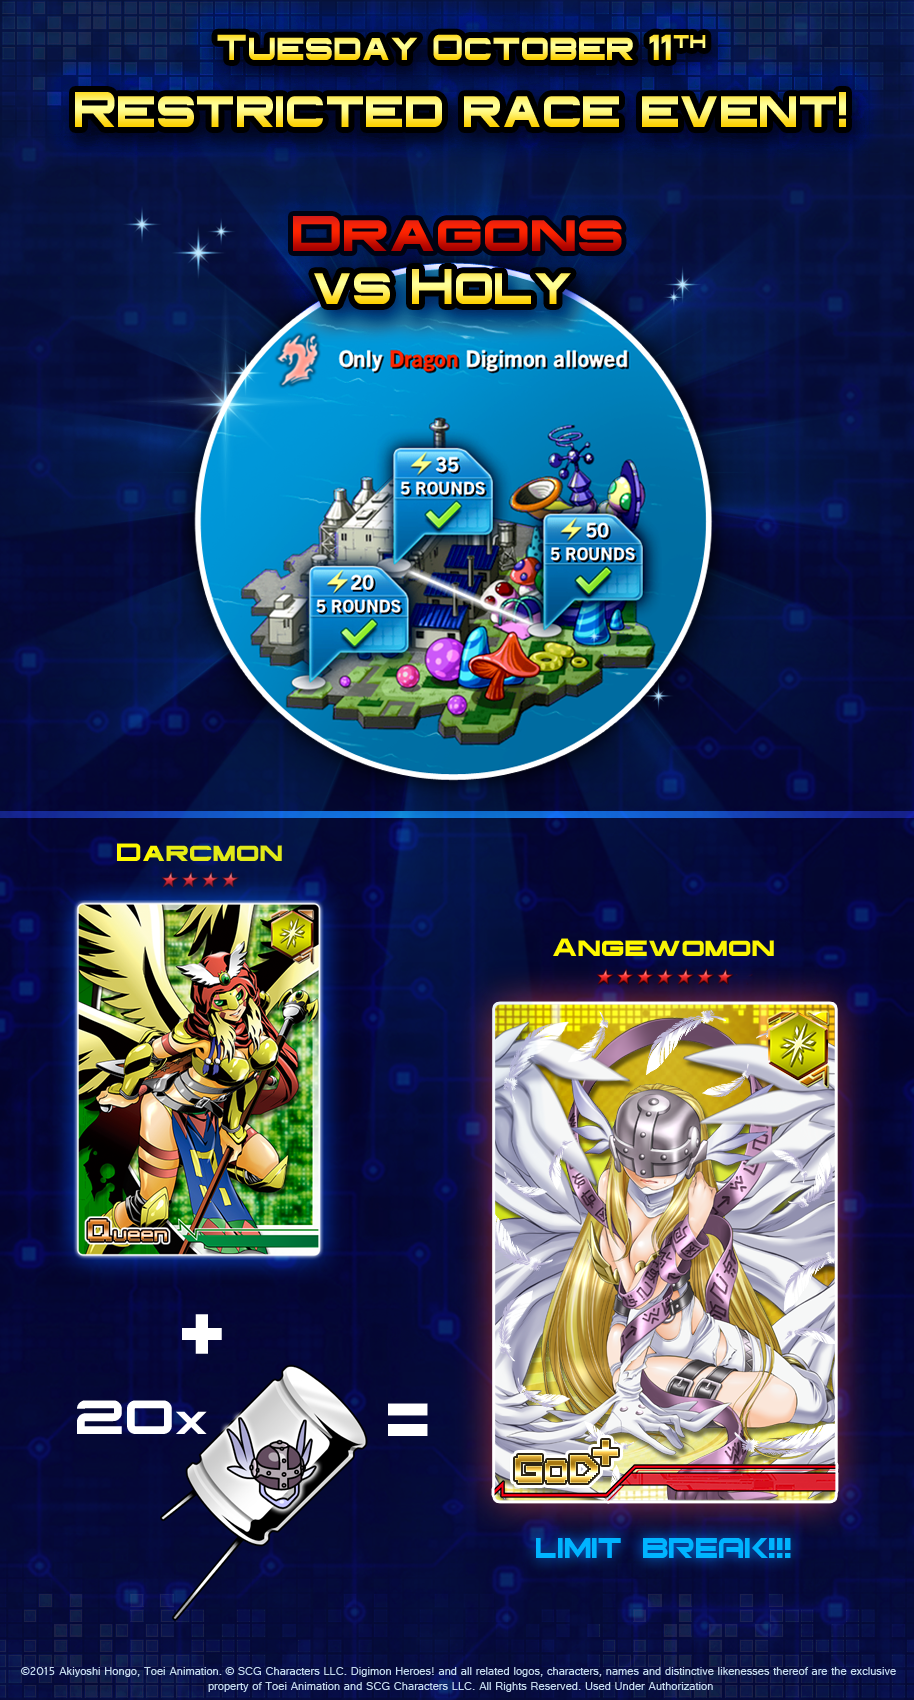 Tuesday October 11th
Restricted race event!
Dragons
vs Holy
Only Dragon Digimon allowed
35
5 ROUNDS
50
5 ROUNDS
20
5 ROUNDS
Darcmon
Queen
Angewomon
God+
+
20x
=
LIMIT BREAK!!!
©2015 Akiyoshi Hongo, Toei Animation. © SCG Characters LLC. Digimon Heroes! and all related logos, characters, names and distinctive likenesses thereof are the exclusive
property of Toei Animation and SCG Characters LLC. All Rights Reserved. Used Under Authorization